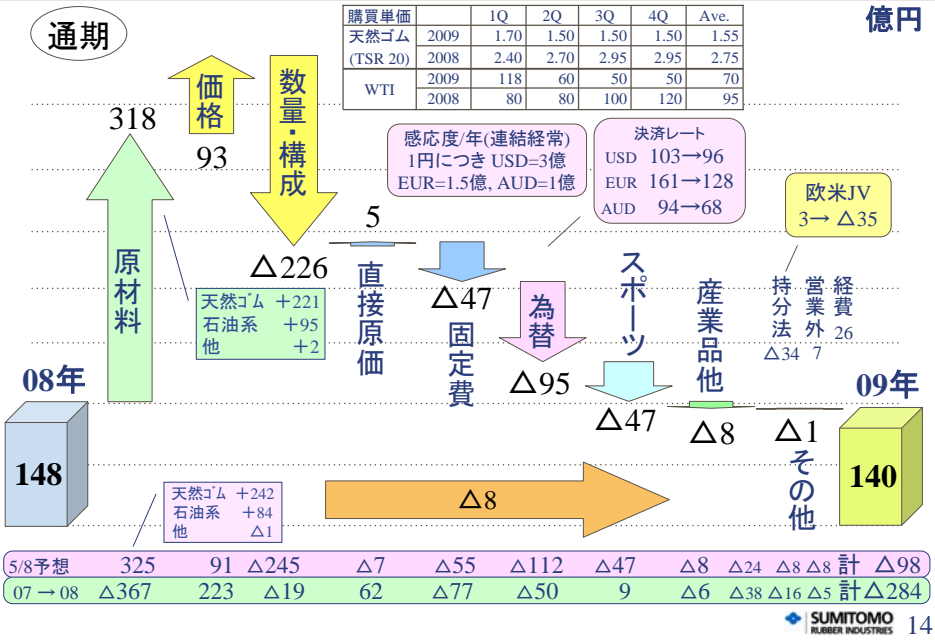 通期
億円
購買単価 1Q 2Q 3Q 4Q Ave.
天然ゴム 2009 1.70 1.50 1.50 1.50 1.55
(TSR 20) 2008 2.40 2.70 2.95 2.95 2.75
WTI 2009 118 60 50 50 70
2008 80 80 100 120 95
318
原材料
価格
93
数量・構成
△226
感応度/年(連結経常)
1円につき USD=3億
EUR=1.5億, AUD=1億
決済レート
USD 103→96
EUR 161→128
AUD 94→68
欧米JV
3→ △35
天然ゴム +221
石油系 +95
他 +2
5
直接原価
△47
固定費
為替
△95
スポーツ
△47
産業品他
△8
持分法
△34
営業外
7
経費
26
△1
その他
08年
148
09年
140
天然ゴム +242
石油系 +84
他 △1
△8
5/8予想 325 91 △245 △7 △55 △112 △47 △8 △24 △8 △8 計 △98
07→08 △367 223 △19 62 △77 △50 9 △6 △38 △16 △5 計△284
SUMITOMO
RUBBER INDUSTRIES
14